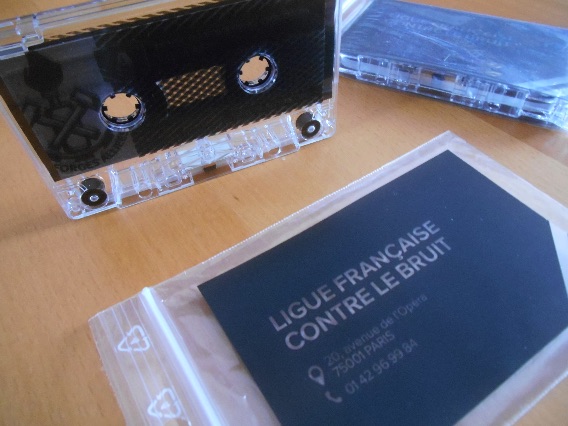 LIGUE FRANÇAISE
CONTRE LE BRUIT
20, avenue de l'Opéra
75001 PARIS
01 42 96 99 84